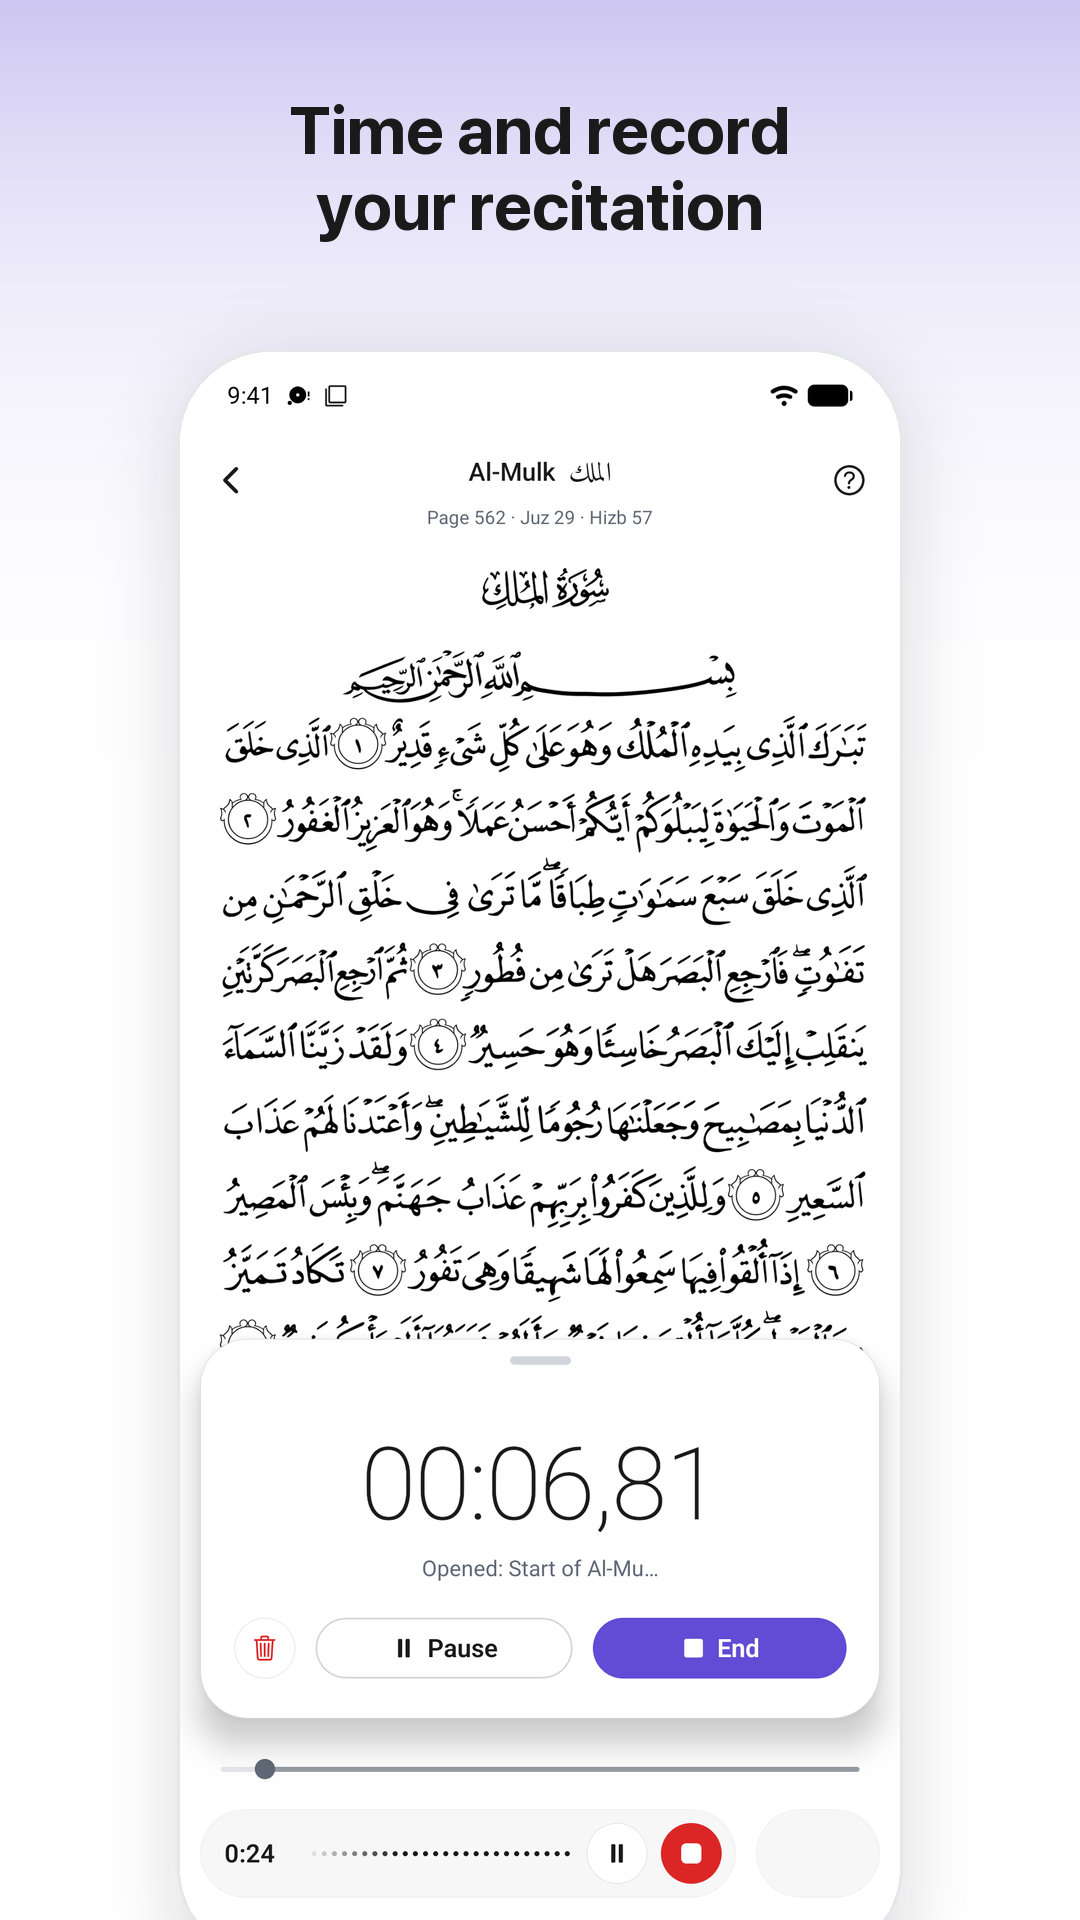 Time and record
your recitation
9:41
Al-Mulk الملك
Page 562 · Juz 29 · Hizb 57
سُورَةُ الْمُلْكِ
بِسْمِ اللَّهِ الرَّحْمَٰنِ الرَّحِيمِ
تَبَٰرَكَ ٱلَّذِى بِيَدِهِ ٱلْمُلْكُ وَهُوَ عَلَىٰ كُلِّ شَىْءٍ قَدِيرٌ ١ ٱلَّذِى خَلَقَ
ٱلْمَوْتَ وَٱلْحَيَوٰةَ لِيَبْلُوَكُمْ أَيُّكُمْ أَحْسَنُ عَمَلًا ۚ وَهُوَ ٱلْعَزِيزُ ٱلْغَفُورُ ٢
ٱلَّذِى خَلَقَ سَبْعَ سَمَٰوَٰتٍ طِبَاقًا ۖ مَّا تَرَىٰ فِى خَلْقِ ٱلرَّحْمَٰنِ مِن
تَفَٰوُتٍ ۖ فَٱرْجِعِ ٱلْبَصَرَ هَلْ تَرَىٰ مِن فُطُورٍ ٣ ثُمَّ ٱرْجِعِ ٱلْبَصَرَ كَرَّتَيْنِ
يَنقَلِبْ إِلَيْكَ ٱلْبَصَرُ خَاسِئًا وَهُوَ حَسِيرٌ ٤ وَلَقَدْ زَيَّنَّا ٱلسَّمَآءَ
ٱلدُّنْيَا بِمَصَٰبِيحَ وَجَعَلْنَٰهَا رُجُومًا لِّلشَّيَٰطِينِ ۖ وَأَعْتَدْنَا لَهُمْ عَذَابَ
ٱلسَّعِيرِ ٥ وَلِلَّذِينَ كَفَرُوا۟ بِرَبِّهِمْ عَذَابُ جَهَنَّمَ ۖ وَبِئْسَ ٱلْمَصِيرُ
٦ إِذَآ أُلْقُوا۟ فِيهَا سَمِعُوا۟ لَهَا شَهِيقًا وَهِىَ تَفُورُ ٧ تَكَادُ تَمَيَّزُ
00:06,81
Opened: Start of Al-Mu...
Pause
End
0:24